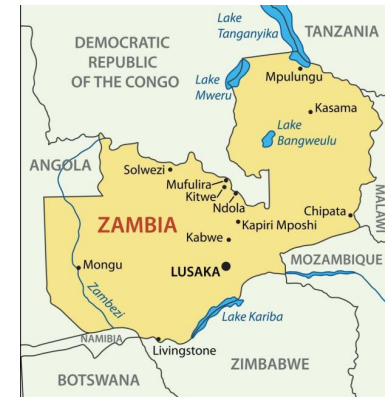 Lake
Tanganyika
TANZANIA
DEMOCRATIC
REPUBLIC
OF THE CONGO
Lake
Mweru
Mpulungu
Kasama
Lake
Bangweulu
ANGOLA
Solwezi
Mufulira
Kitwe
Ndola
MALAWI
Chipata
ZAMBIA
Kapiri Mposhi
Kabwe
MOZAMBIQUE
Mongu
LUSAKA
Zambezi
Lake Kariba
NAMIBIA
Livingstone
ZIMBABWE
BOTSWANA